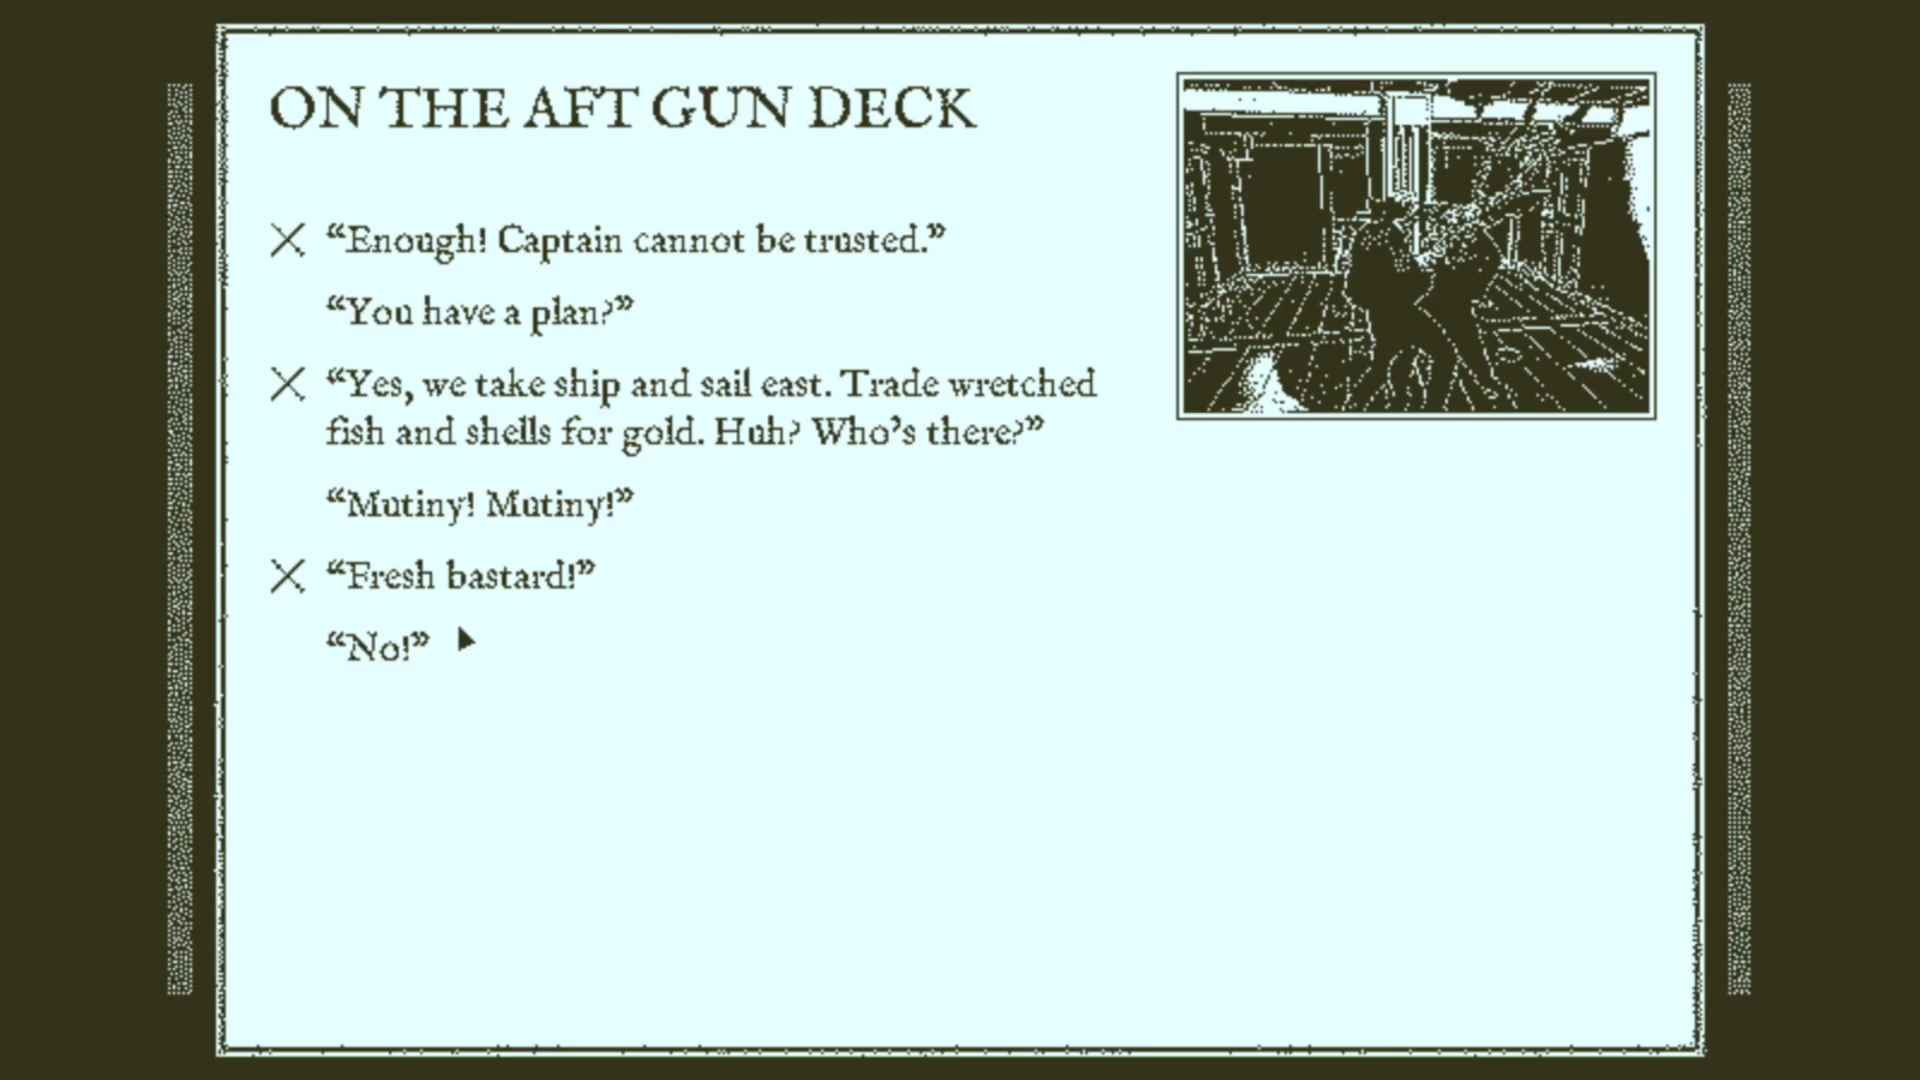 ON THE AFT GUN DECK
“Enough! Captain cannot be trusted.”
“You have a plan?”
“Yes, we take ship and sail east. Trade wretched
fish and shells for gold. Huh? Who’s there?”
“Mutiny! Mutiny!”
“Fresh bastard!”
“No!”